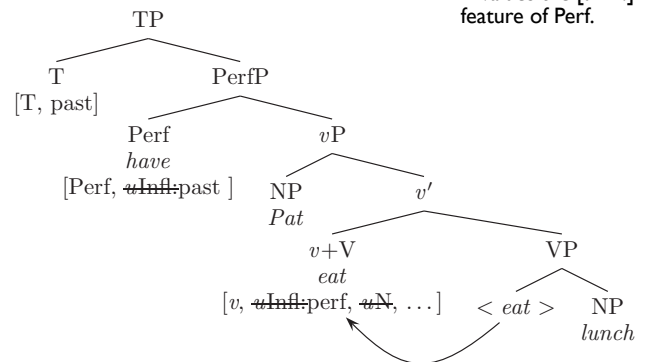 feature of Perf.
TP
T PerfP
[T, past]
Perf vP
have
[Perf, uInfl:past ] NP v′
Pat
v+V VP
eat
[v, uInfl:perf, uN, …] < eat > NP
lunch